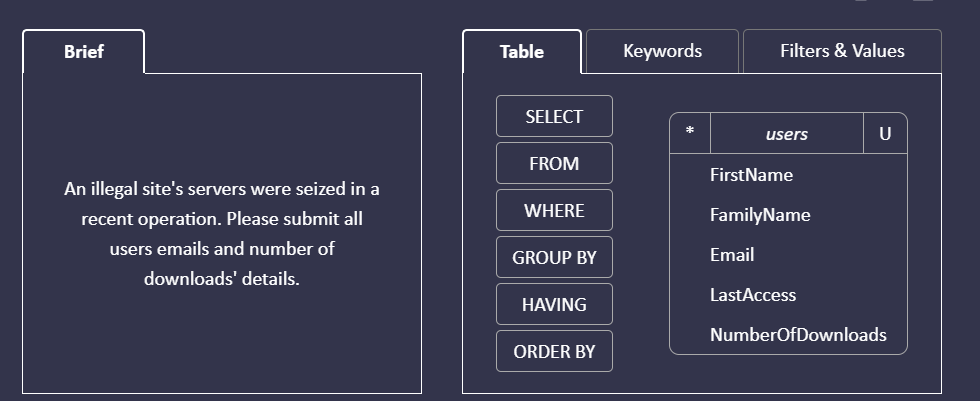 Brief
An illegal site's servers were seized in a
recent operation. Please submit all
users emails and number of
downloads' details.
Table Keywords Filters & Values
SELECT
FROM
WHERE
GROUP BY
HAVING
ORDER BY
* users U
FirstName
FamilyName
Email
LastAccess
NumberOfDownloads